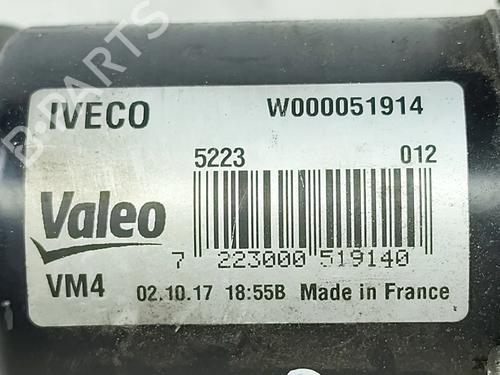 IVECO W000051914
5223 012
Valeo
7 223000 519140
VM4 02.10.17 18:55B Made in France
B-PARTS